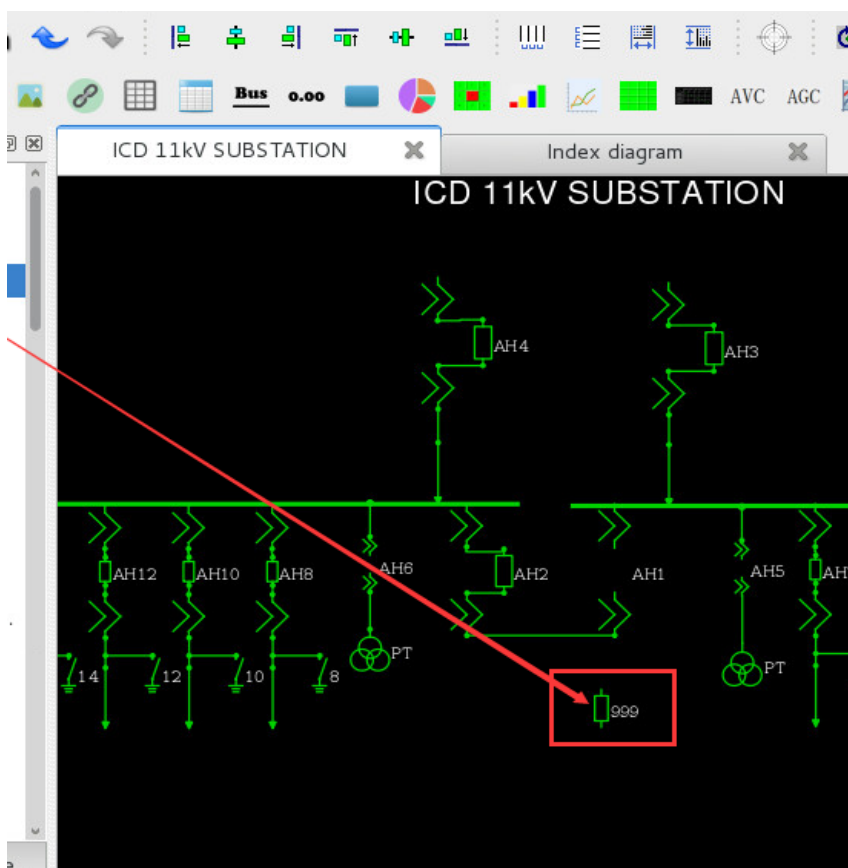 Bus
0.00
AVC
AGC
ICD 11kV SUBSTATION
Index diagram
ICD 11kV SUBSTATION
AH4
AH3
AH12
AH10
AH8
AH6
AH2
AH1
AH5
AH
14
12
10
8
PT
PT
999